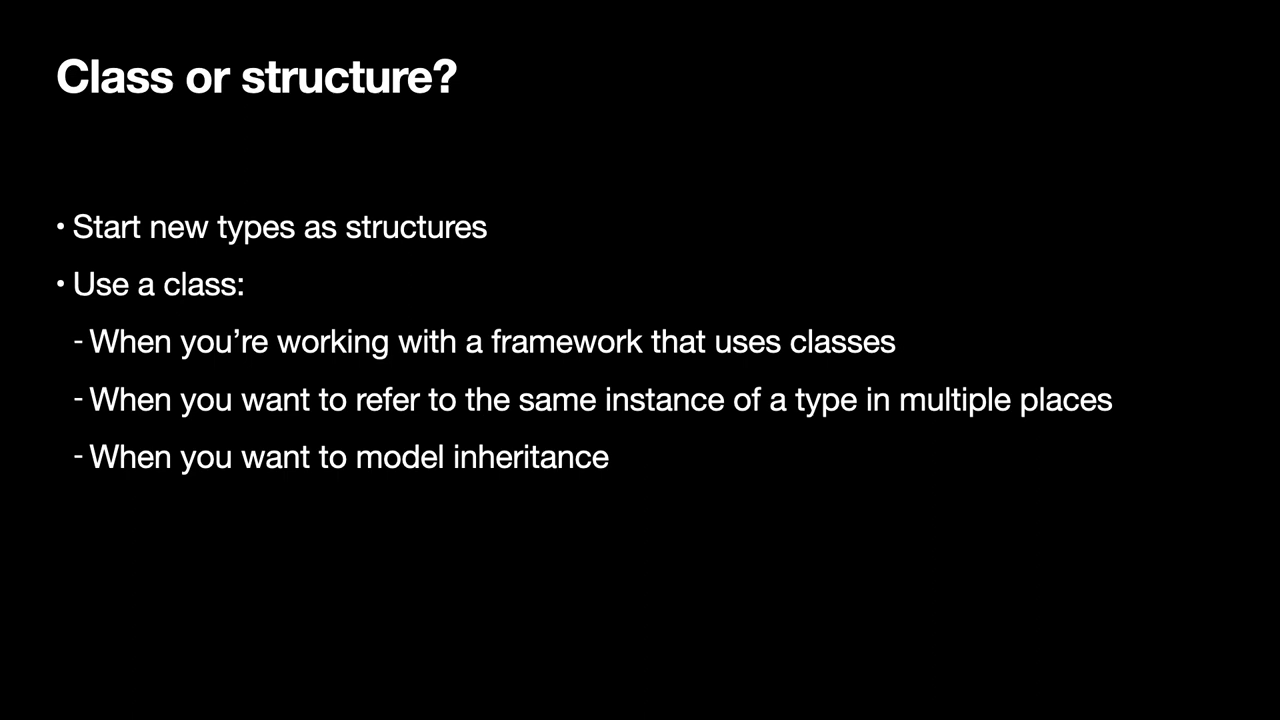 Class or structure?
• Start new types as structures
• Use a class:
- When you’re working with a framework that uses classes
- When you want to refer to the same instance of a type in multiple places
- When you want to model inheritance